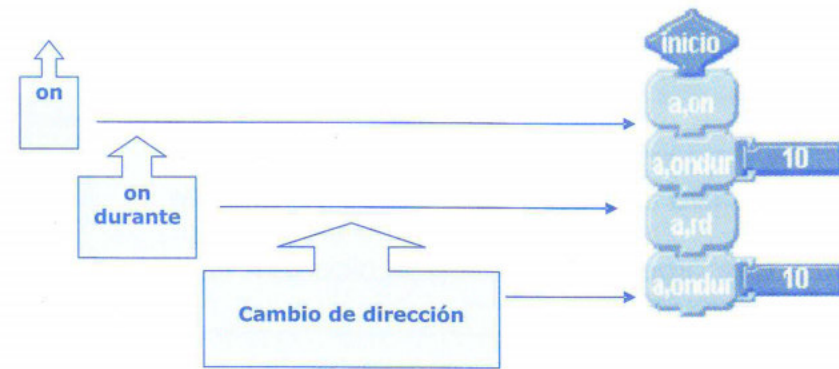 on
on
durante
Cambio de dirección
inicio
a,on
a,ondur 10
a,rd
a,ondur 10